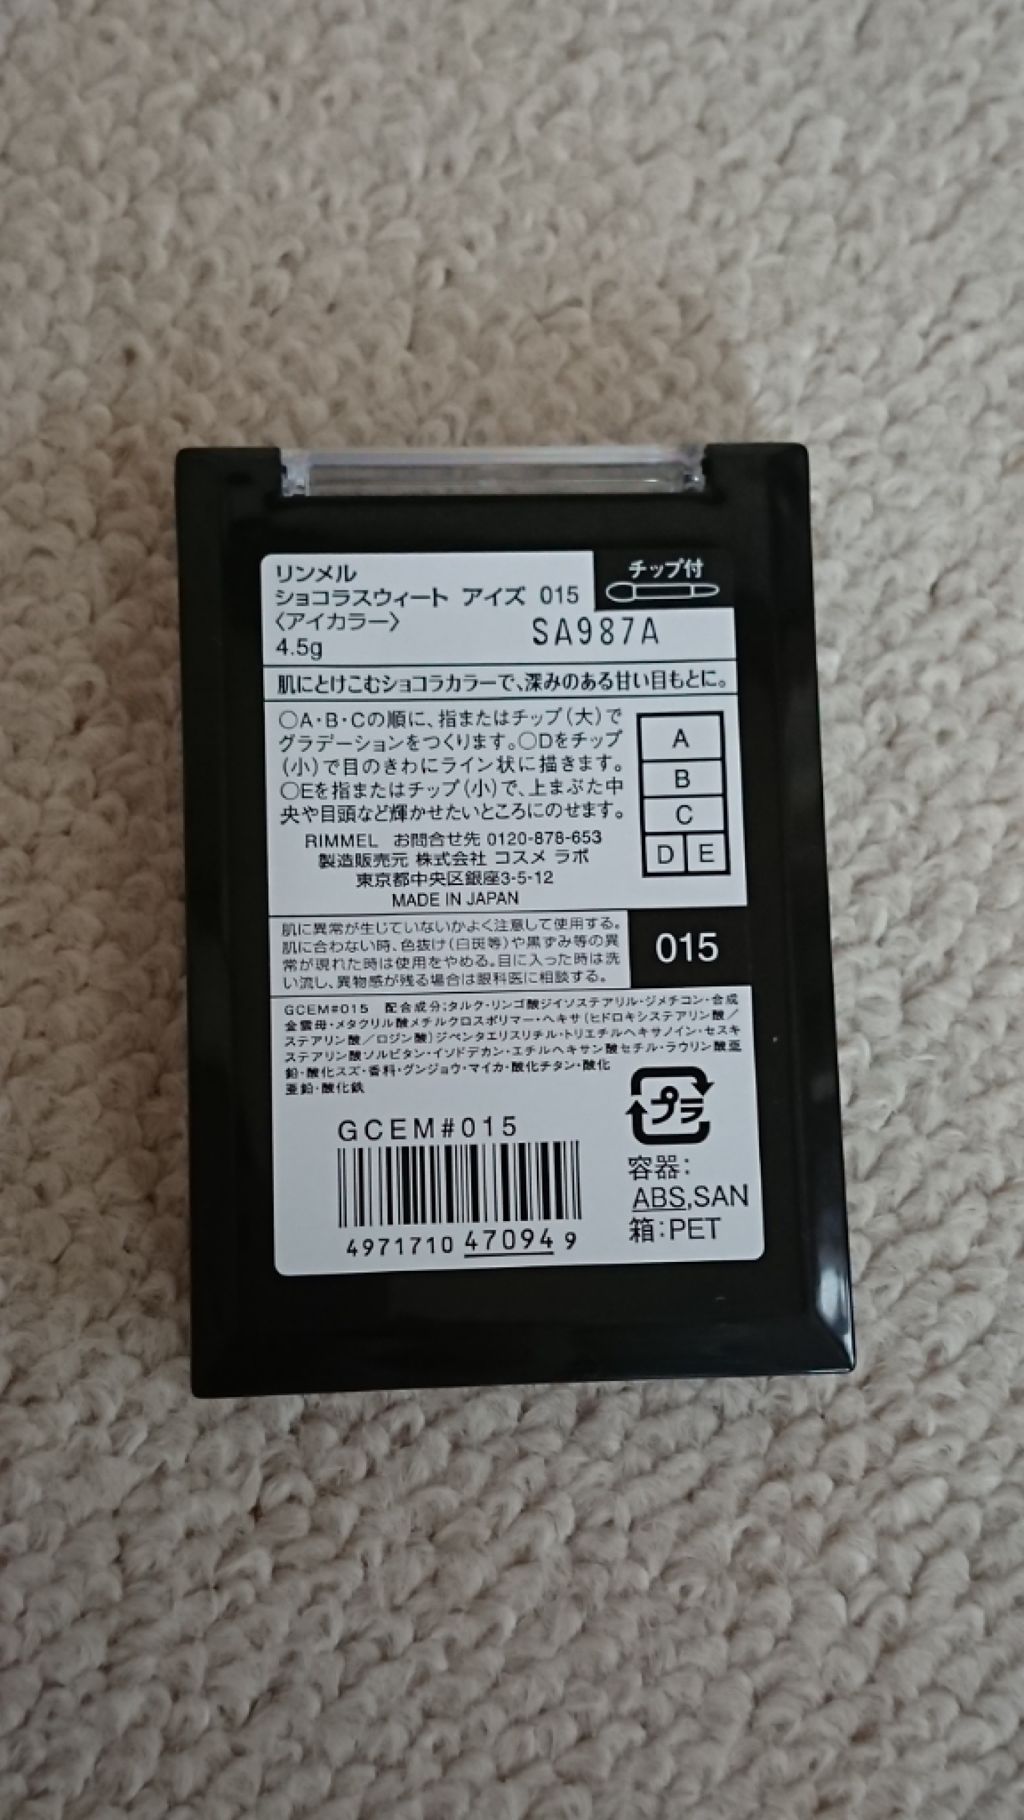 リンメル
ショコラスウィート アイズ 015
〈アイカラー〉
4.5g
SA987A
チップ付
肌にとけこむショコラカラーで、深みのある甘い目もとに。
○A・B・Cの順に、指またはチップ(大)で
グラデーションをつくります。○Dをチップ
(小)で目のきわにライン状に描きます。
○Eを指またはチップ(小)で、上まぶた中
央や目頭など輝かせたいところにのせます。
A
B
C
D E
RIMMEL お問合せ先 0120-878-653
製造販売元 株式会社 コスメ ラボ
東京都中央区銀座3-5-12
MADE IN JAPAN
肌に異常が生じていないかよく注意して使用する。
肌に合わない時、色抜け(白斑等)や黒ずみ等の異
常が現れた時は使用をやめる。目に入った時は洗
い流し、異物感が残る場合は眼科医に相談する。
015
GCEM#015 配合成分;タルク・リンゴ酸ジイソステアリル・ジメチコン・合成
金雲母・メタクリル酸メチルクロスポリマー・ヘキサ(ヒドロキシステアリン酸/
ステアリン酸/ロジン酸)ジペンタエリスリチル・トリエチルヘキサノイン・セスキ
ステアリン酸ソルビタン・イソドデカン・エチルヘキサン酸セチル・ラウリン酸亜
鉛・酸化スズ・香料・グンジョウ・マイカ・酸化チタン・酸化
亜鉛・酸化鉄
GCEM#015
4971710 47094 9
プラ
容器:
ABS,SAN
箱:PET